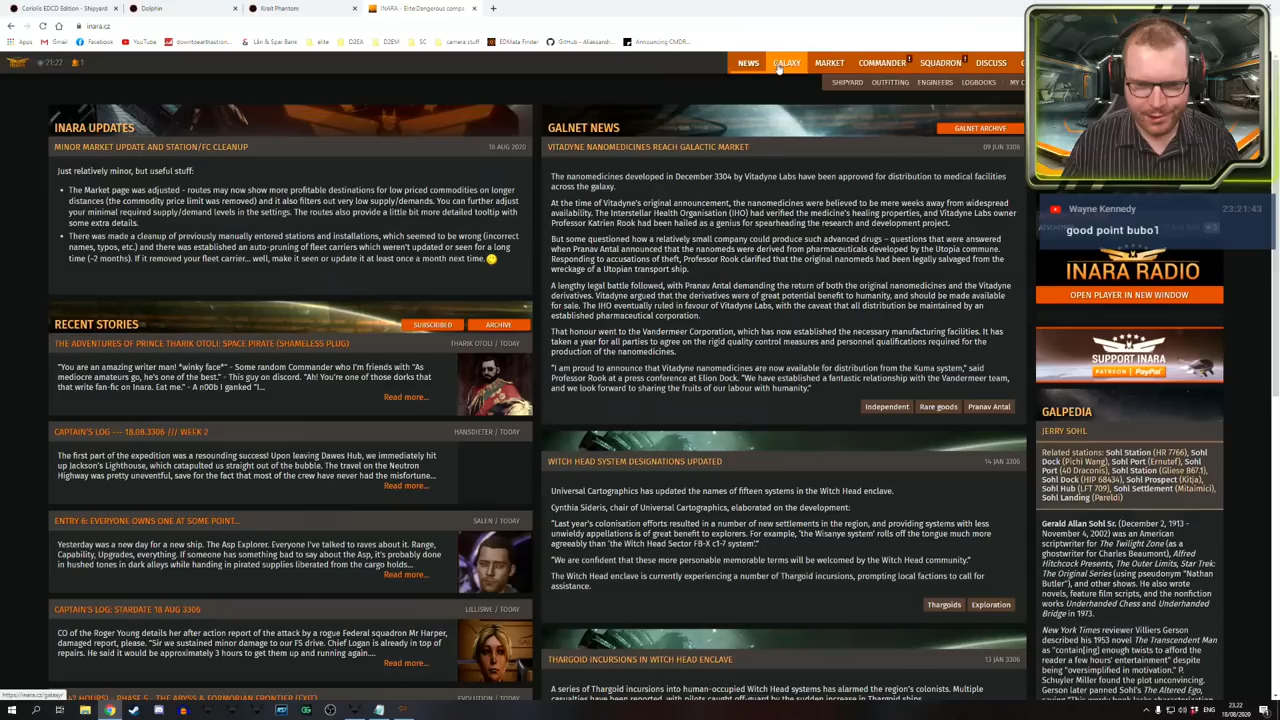 Coriolis EDCD Edition - Shipyard
Dolphin
Krait Phantom
INARA - Elite:Dangerous compa
inara.cz
Apps
Gmail
Facebook
YouTube
downtoearthastron
Lån & Spar Bank
elite
D2EA
D2EM
SC
camera stuff
EDMata Finder
GitHub - Aliaksandr
Announcing CMDR
21:22
1
NEWS
GALAXY
MARKET
COMMANDER
SQUADRON
DISCUSS
SHIPYARD
OUTFITTING
ENGINEERS
LOGBOOKS
INARA UPDATES
MINOR MARKET UPDATE AND STATION/FC CLEANUP
16 AUG 2020
Just relatively minor, but useful stuff:
• The Market page was adjusted - routes may now show more profitable destinations for low priced commodities on longer
distances (the commodity price limit was removed) and it also filters out very low supply/demands. You can further
adjust your minimal required supply/demand levels in the settings. The routes also provide a little bit more detailed tooltip with
some extra details.
• There was made a cleanup of previously manually entered stations and installations, which seemed to be wrong (incorrect
names, typos, etc.) and there was established an auto-pruning of fleet carriers which weren't updated or seen for a long
time (~2 months). If it removed your fleet carrier... well, make it seen or update it at least once a month next time.
RECENT STORIES
SUBSCRIBED
ARCHIVE
THE ADVENTURES OF PRINCE THARIK OTOLI: SPACE PIRATE (SHAMELESS PLUG)
THARIK OTOLI / TODAY
"You are an amazing writer man! *winky face*" - Some random Commander who I'm friends with "As
mediocre amateurs go, he's one of the best." - This guy on discord. "Ah! You're one of those dorks that
that write fan-fic on Inara. Eat me." - A n00b I ganked "I...
Read more...
CAPTAIN'S LOG --- 18.08.3306 /// WEEK 2
HANSDIETER / TODAY
The first part of the expedition was a resounding success! Upon leaving Dawes Hub, we immediately hit
up Jackson's Lighthouse, which catapulted us straight out of the bubble. The travel on the Neutron
Highway was pretty uneventful, save for the fact that most of the crew have never had the misfortune...
Read more...
ENTRY 6: EVERYONE OWNS ONE AT SOME POINT...
SALEN / TODAY
Yesterday was a new day for a new ship. The Asp Explorer. Everyone I've talked to raves about it. Range,
Capability, Upgrades, everything. If someone has something bad to say about the Asp, it's probably done
in hushed tones in dark alleys while handing in pirated supplies liberated from the cargo holds...
Read more...
CAPTAIN'S LOG: STARDATE 18 AUG 3306
LILLISWE / TODAY
CO of the Roger Young details her after action report of the attack by a rogue Federal squadron Mr Harper,
damaged report, please. "Sir we sustained minor damage to our FS drive. Chief Logan is already in top of
repairs. He said it would be approximately 3 hours to get them up and running again.
Read more...
GALNET NEWS
GALNET ARCHIVE
VITADYNE NANOMEDICINES REACH GALACTIC MARKET
09 JUN 3306
The nanomedicines developed in December 3304 by Vitadyne Labs have been approved for distribution to medical facilities
across the galaxy.
At the time of Vitadyne's original announcement, the nanomedicines were believed to be mere weeks away from widespread
availability. The Interstellar Health Organisation (IHO) had verified the medicine's healing properties, and Vitadyne Labs owner
Professor Katrien Rook had been hailed as a genius for spearheading the research and development project.
But some questioned how a relatively small company could produce such advanced drugs – questions that were answered
when Pranav Antal announced that the nanomeds were derived from pharmaceuticals developed by the Utopia commune.
Responding to accusations of theft, Professor Rook clarified that the original nanomeds had been legally salvaged from the
wreckage of a Utopian transport ship.
A lengthy legal battle followed, with Pranav Antal demanding the return of both the original nanomedicines and the Vitadyne
derivatives. Vitadyne argued that the derivatives were of great potential benefit to humanity, and should be made available
for sale. The IHO eventually ruled in favour of Vitadyne Labs, with the caveat that all distribution be maintained by an
established pharmaceutical corporation.
That honour went to the Vandermeer Corporation, which has now established the necessary manufacturing facilities. It has
taken a year for all parties to agree on the rigid quality control measures and personnel qualifications required for the
production of the nanomedicines.
"I am proud to announce that Vitadyne nanomedicines are now available for distribution from the Kuma system," said
Professor Rook at a press conference at Elion Dock. "We have established a fantastic relationship with the Vandermeer team,
and we look forward to sharing the fruits of our labour with humanity."
Independent
Rare goods
Pranav Antal
WITCH HEAD SYSTEM DESIGNATIONS UPDATED
14 JAN 3306
Universal Cartographics has updated the names of fifteen systems in the Witch Head enclave.
Cynthia Sideris, chair of Universal Cartographics, elaborated on the development:
"Last year's colonisation efforts resulted in a number of new settlements in the region, and providing systems with less
unwieldy appellations is of great benefit to explorers. For example, 'the Wisanye system' rolls off the tongue much more
agreeably than 'the Witch Head Sector FB-X c1-7 system'."
"We are confident that these more personable memorable terms will be welcomed by the Witch Head community."
The Witch Head enclave is currently experiencing a number of Thargoid incursions, prompting local factions to call for
assistance.
Thargoids
Exploration
THARGOID INCURSIONS IN WITCH HEAD ENCLAVE
13 JAN 3306
A series of Thargoid incursions into human-occupied Witch Head systems has alarmed the region's colonists. Multiple
Wayne Kennedy
23:21:43
good point bubo1
INARA RADIO
OPEN PLAYER IN NEW WINDOW
SUPPORT INARA
PATREON
PayPal
GALPEDIA
JERRY SOHL
Related stations: Sohl Station (HR 7766), Sohl
Dock (Pichi Wang), Sohl Port (Ernutef), Sohl
Port (40 Draconis), Sohl Station (Gliese 867.1),
Sohl Dock (HIP 68434), Sohl Prospect (Kitja),
Sohl Hub (LFT 709), Sohl Settlement (Mitaimici),
Sohl Landing (Pareldi)
Gerald Allan Sohl Sr. (December 2, 1913 -
November 4, 2002) was an American
scriptwriter for The Twilight Zone (as a
ghostwriter for Charles Beaumont), Alfred
Hitchcock Presents, The Outer Limits, Star Trek:
The Original Series (using pseudonym "Nathan
Butler"), and other shows. He also wrote
novels, feature film scripts, and the nonfiction
works Underhanded Chess and Underhanded
Bridge in 1973.
New York Times reviewer Villiers Gerson
described his 1953 novel The Transcendent Man
as "contain[ing] enough twists to afford the
reader a few hours' entertainment" despite
being "oversimplified in motivation." P.
Schuyler Miller found the plot unconvincing.
Gerson later panned Sohl's The Altered Ego,
https://inara.cz/galaxy/
ENG
23.22
18/08/2020